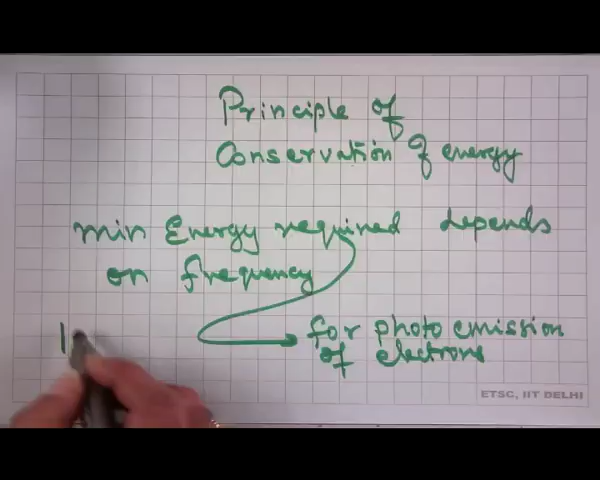 Principle of
Conservation of energy
min Energy required depends
on frequency
for photo emission
of electrons
ETSC, IIT DELHI